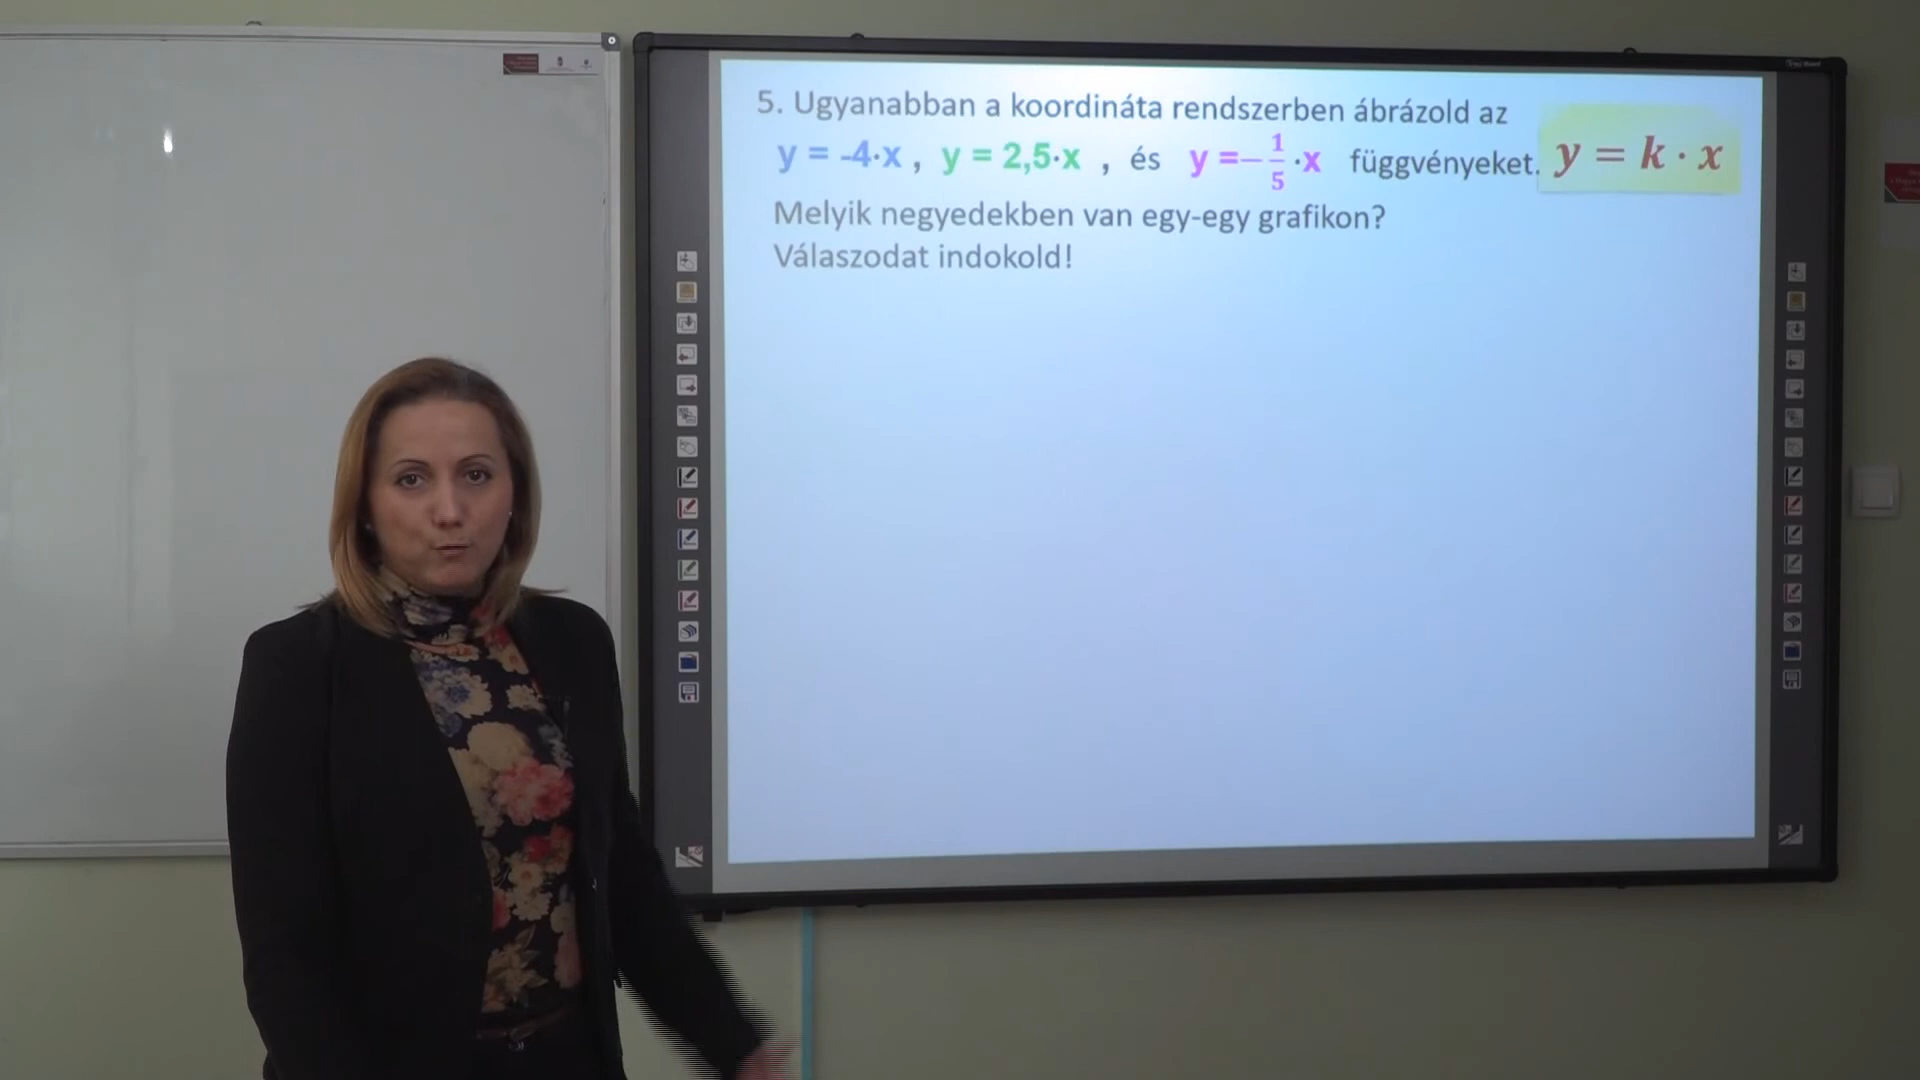 5. Ugyanabban a koordináta rendszerben ábrázold az
y = -4·x , y = 2,5·x , és y =−1/5 ·x függvényeket.
y = k · x
Melyik negyedekben van egy-egy grafikon?
Válaszodat indokold!